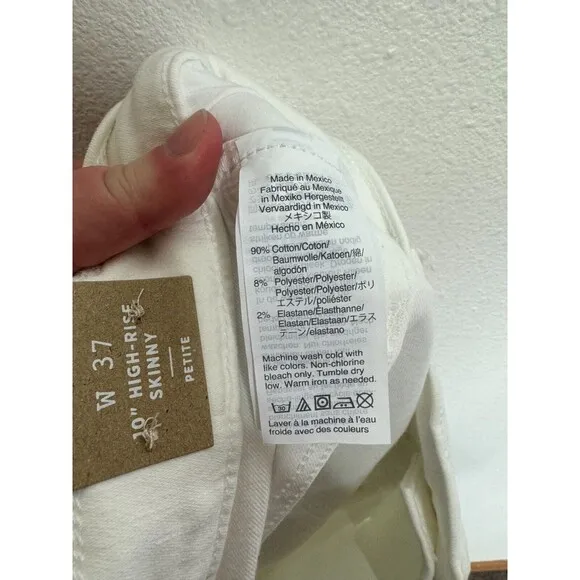 W 37
10" HIGH-RISE
SKINNY
PETITE
Made in Mexico
Fabriqué au Mexique
in Mexiko Hergestellt
Vervaardigd in Mexico
メキシコ製
Hecho en México
90% Cotton/Coton/
Baumwolle/Katoen/綿/
algodón
8% Polyester/Polyester/
Polyester/Polyester/ポリ
エステル/poliéster
2% Elastane/Élasthanne/
Elastan/Elastaan/エラス
テーン/elastano
Machine wash cold with
like colors. Non-chlorine
bleach only. Tumble dry
low. Warm iron as needed.
30
Laver à la machine à l'eau
froide avec des couleurs